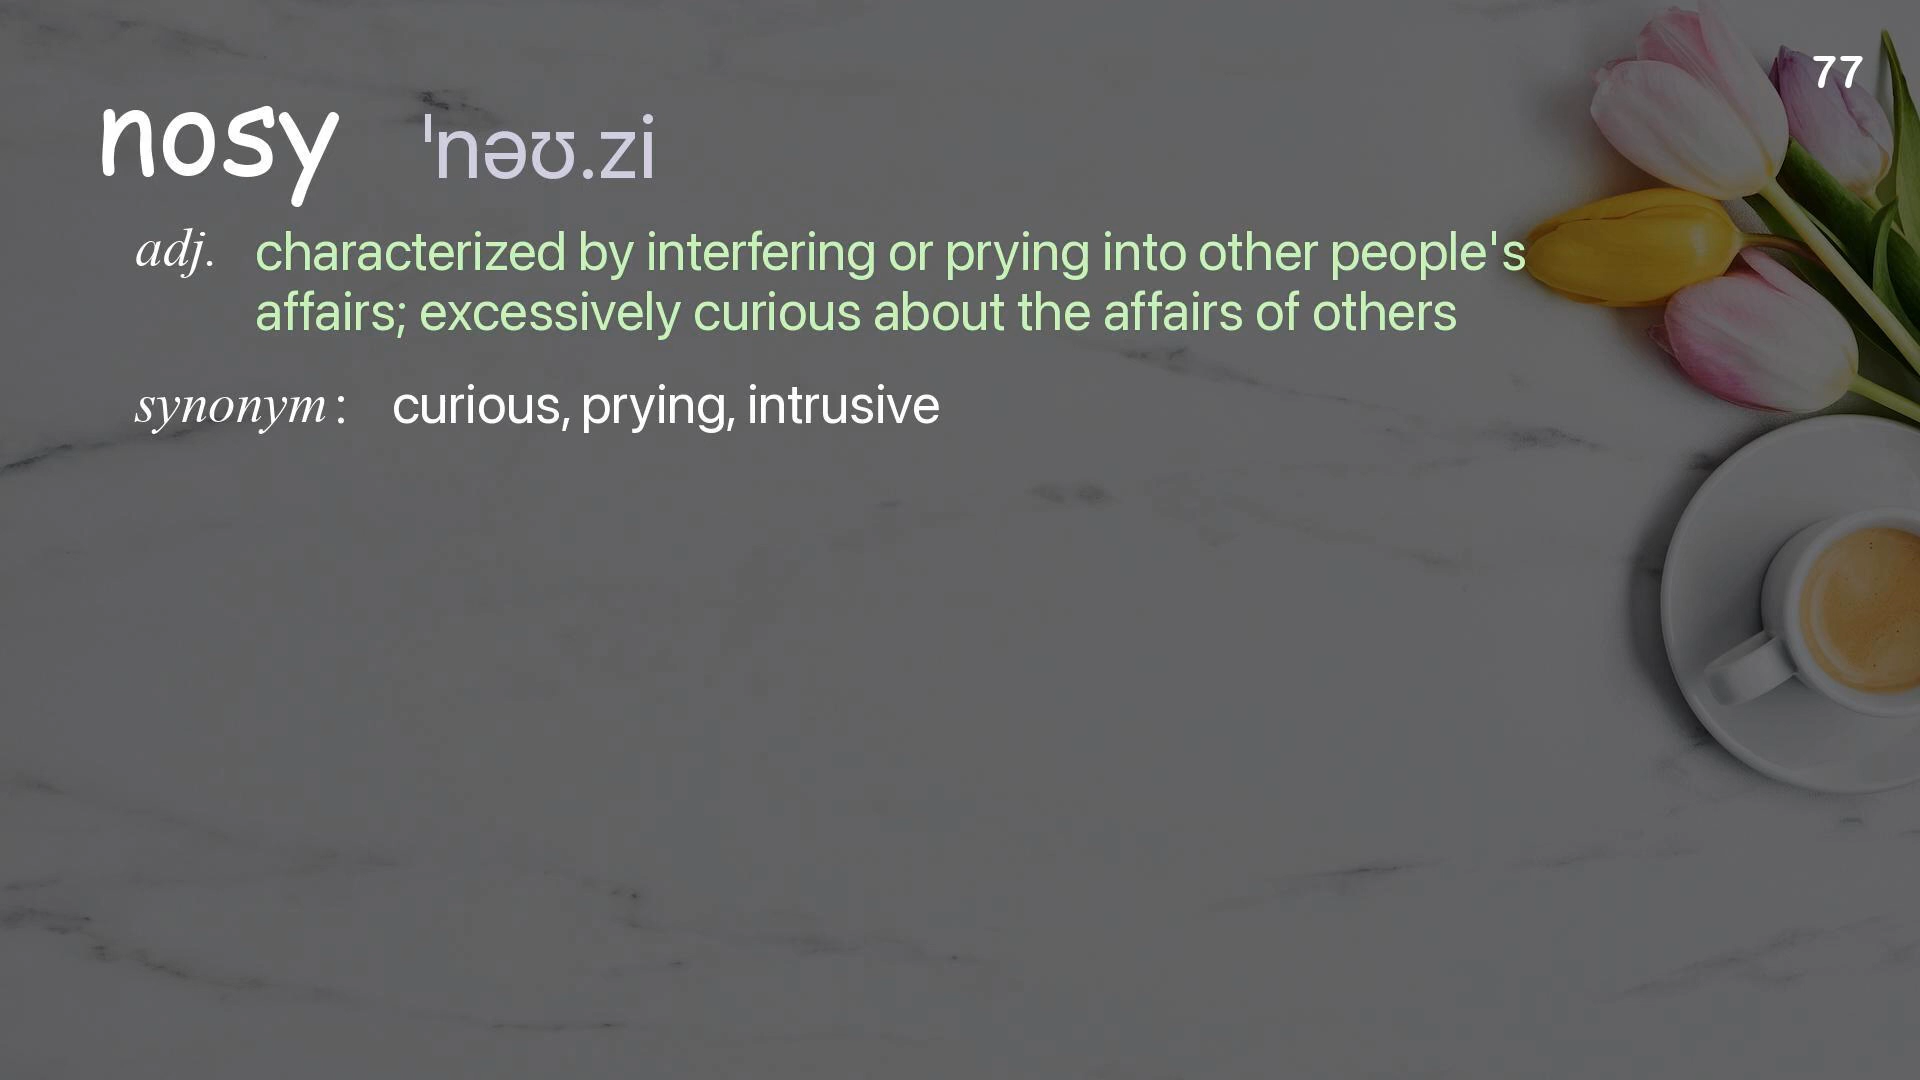 77
nosy ˈnəʊ.zi
adj. characterized by interfering or prying into other people's
affairs; excessively curious about the affairs of others
synonym: curious, prying, intrusive